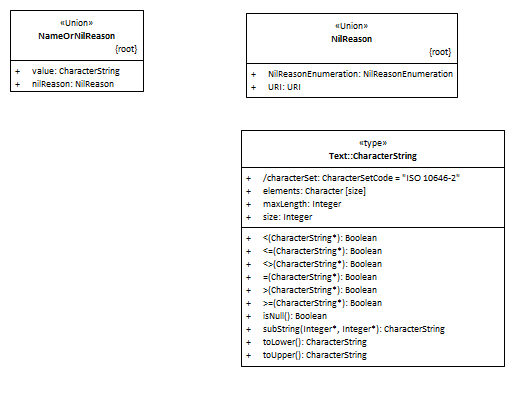 «Union»
NameOrNilReason
{root}
+ value: CharacterString
+ nilReason: NilReason
«Union»
NilReason
{root}
+ NilReasonEnumeration: NilReasonEnumeration
+ URI: URI
«type»
Text::CharacterString
+ /characterSet: CharacterSetCode = "ISO 10646-2"
+ elements: Character [size]
+ maxLength: Integer
+ size: Integer
+ <(CharacterString*): Boolean
+ <=(CharacterString*): Boolean
+ <>(CharacterString*): Boolean
+ =(CharacterString*): Boolean
+ >(CharacterString*): Boolean
+ >=(CharacterString*): Boolean
+ isNull(): Boolean
+ subString(Integer*, Integer*): CharacterString
+ toLower(): CharacterString
+ toUpper(): CharacterString